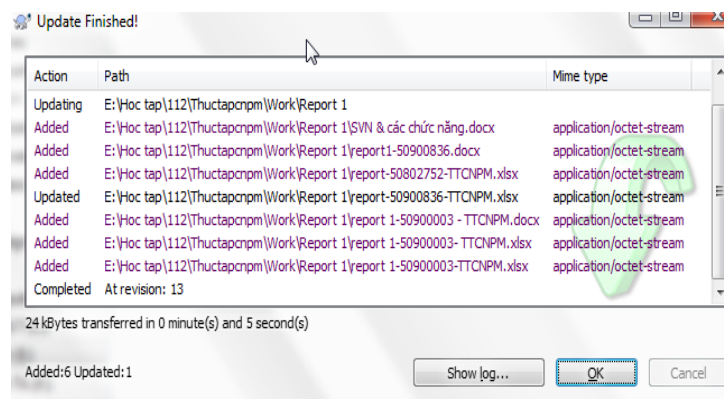 Update Finished!
Action Path Mime type
Updating E:\Hoc tap\112\Thuctapcnpm\Work\Report 1
Added E:\Hoc tap\112\Thuctapcnpm\Work\Report 1\SVN & các chức năng.docx application/octet-stream
Added E:\Hoc tap\112\Thuctapcnpm\Work\Report 1\report1-50900836.docx application/octet-stream
Added E:\Hoc tap\112\Thuctapcnpm\Work\Report 1\report-50802752-TTCNPM.xlsx application/octet-stream
Updated E:\Hoc tap\112\Thuctapcnpm\Work\Report 1\report-50900836-TTCNPM.xlsx application/octet-stream
Added E:\Hoc tap\112\Thuctapcnpm\Work\Report 1\report 1-50900003 - TTCNPM.docx application/octet-stream
Added E:\Hoc tap\112\Thuctapcnpm\Work\Report 1\report 1-50900003- TTCNPM.xlsx application/octet-stream
Added E:\Hoc tap\112\Thuctapcnpm\Work\Report 1\report 1-50900003-TTCNPM.xlsx application/octet-stream
Completed At revision: 13
24 kBytes transferred in 0 minute(s) and 5 second(s)
Added:6 Updated:1 Show log... OK Cancel